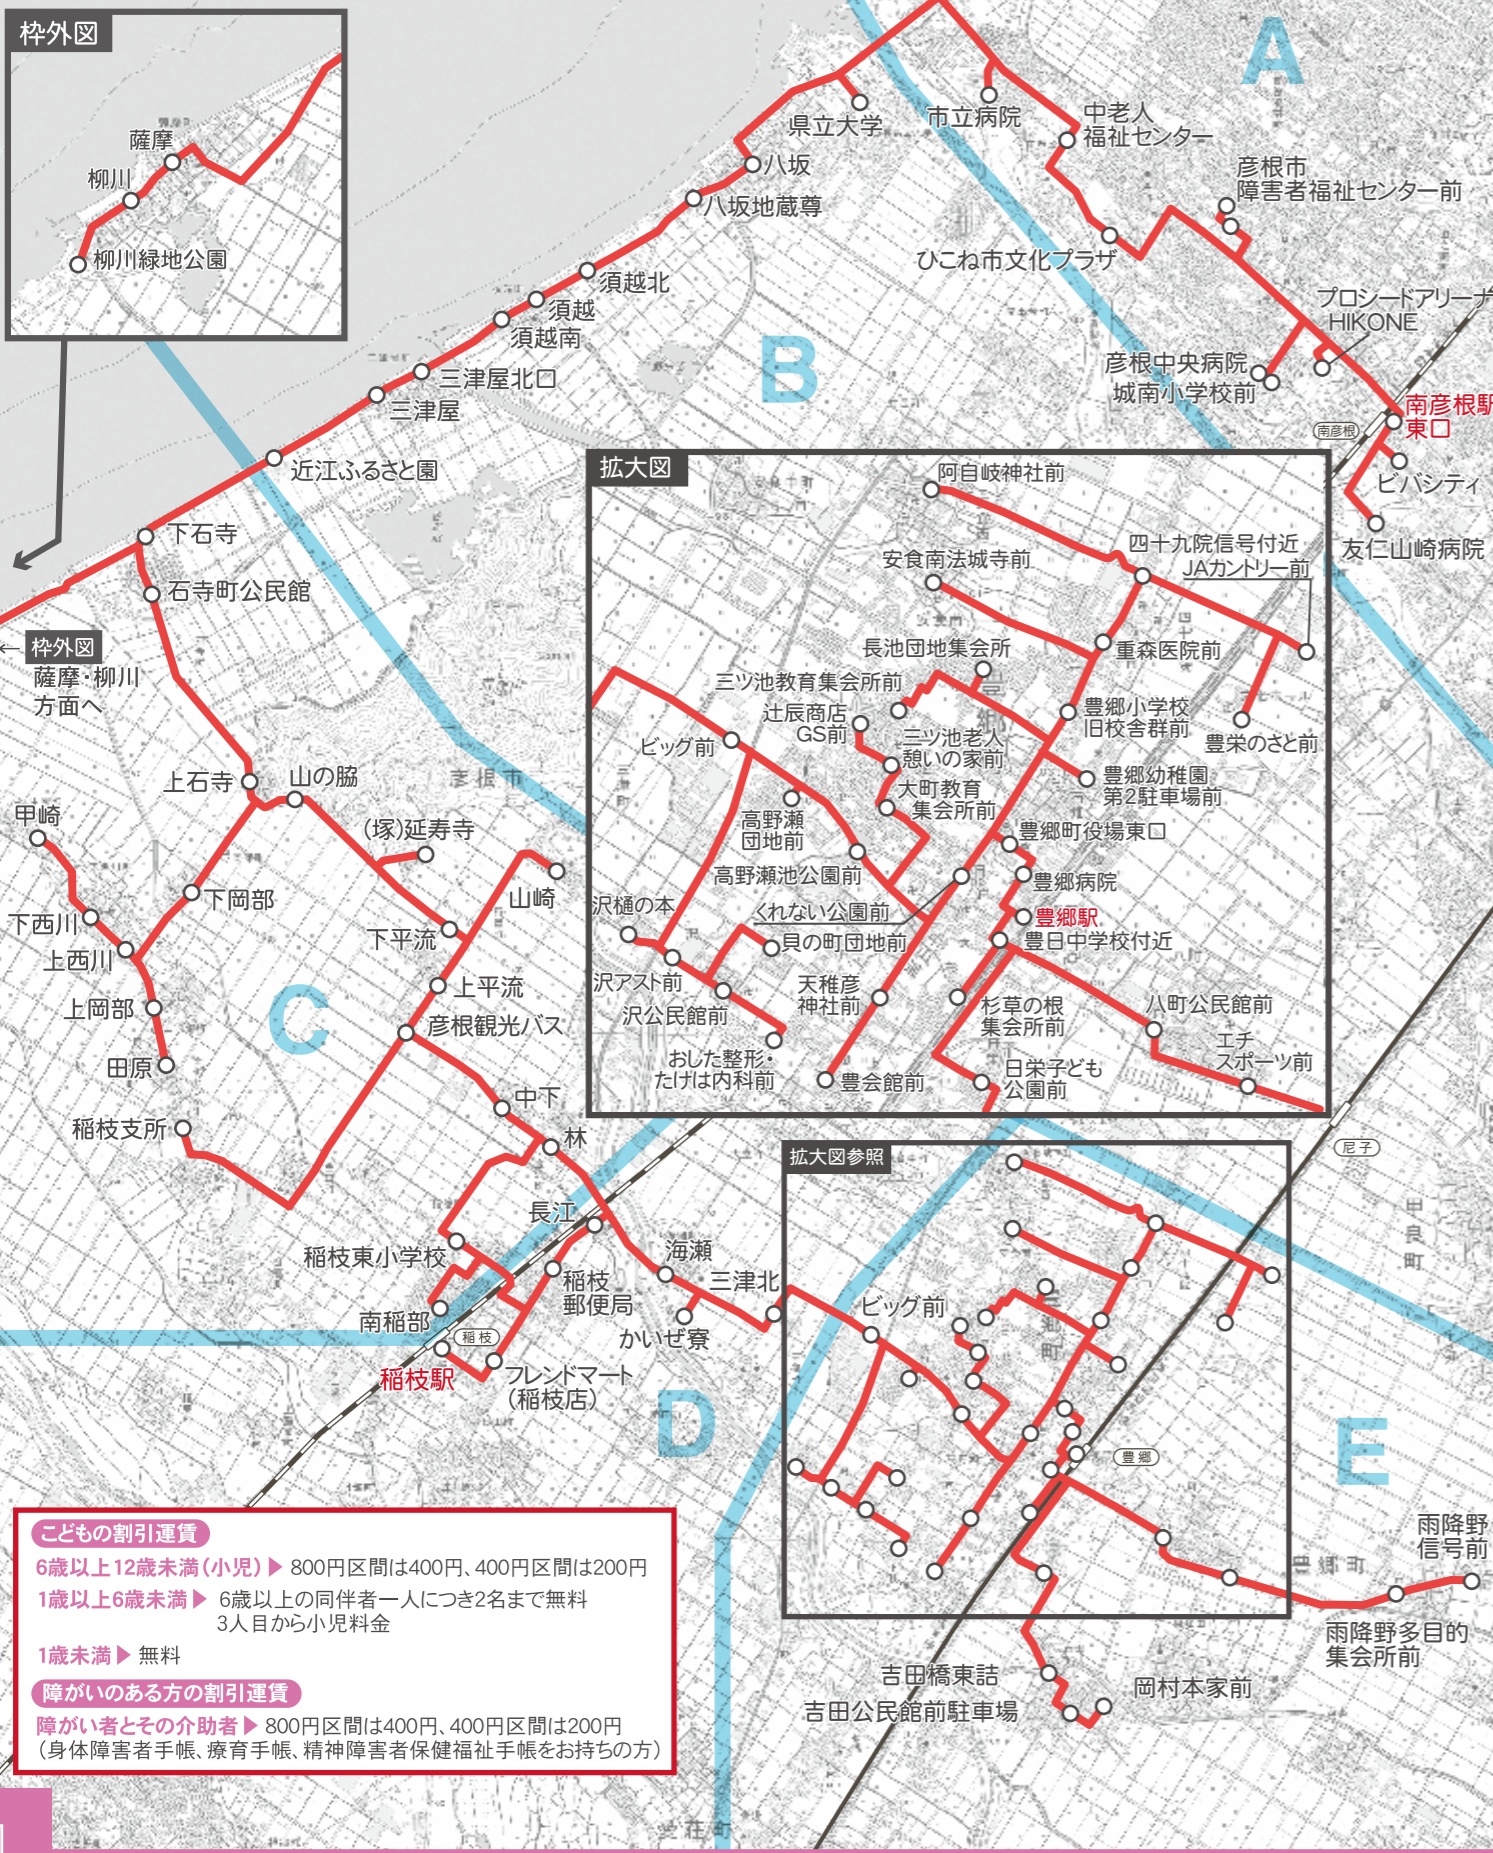 枠外図
薩摩
柳川
柳川緑地公園
A
県立大学
市立病院
中老人
福祉センター
八坂
八坂地蔵尊
彦根市
障害者福祉センター前
ひこね市文化プラザ
須越北
須越
須越南
プロシードアリーナ
HIKONE
三津屋北口
三津屋
B
彦根中央病院
城南小学校前
南彦根駅
東口
南彦根
ビバシティ
友仁山崎病院
近江ふるさと園
下石寺
石寺町公民館
← 枠外図
薩摩・柳川
方面へ
拡大図
阿自岐神社前
四十九院信号付近
JAカントリー前
安食南法城寺前
重森医院前
長池団地集会所
三ツ池教育集会所前
辻辰商店
GS前
三ツ池老人
憩いの家前
豊郷小学校
旧校舎群前
豊栄のさと前
ビッグ前
豊郷幼稚園
第2駐車場前
大町教育
集会所前
高野瀬
団地前
豊郷町役場東口
高野瀬池公園前
豊郷病院
沢樋の本
くれない公園前
豊郷駅
貝の町団地前
豊日中学校付近
沢アスト前
天稚彦
神社前
沢公民館前
杉草の根
集会所前
八町公民館前
エチ
スポーツ前
おした整形・
たけは内科前
豊会館前
日栄子ども
公園前
上石寺
山の脇
彦根市
甲崎
(塚)延寿寺
下西川
下岡部
下平流
山崎
上西川
上平流
上岡部
C
彦根観光バス
田原
中下
稲枝支所
林
尼子
拡大図参照
長江
稲枝東小学校
海瀬
三津北
稲枝
郵便局
南稲部
かいぜ寮
稲枝
稲枝駅
フレンドマート
(稲枝店)
ビッグ前
甲良町
D
E
豊郷
こどもの割引運賃
6歳以上12歳未満(小児)▶ 800円区間は400円、400円区間は200円
1歳以上6歳未満▶ 6歳以上の同伴者一人につき2名まで無料
3人目から小児料金
1歳未満▶ 無料
障がいのある方の割引運賃
障がい者とその介助者▶ 800円区間は400円、400円区間は200円
(身体障害者手帳、療育手帳、精神障害者保健福祉手帳をお持ちの方)
雨降野
信号前
豊郷町
雨降野多目的
集会所前
吉田橋東詰
岡村本家前
吉田公民館前駐車場